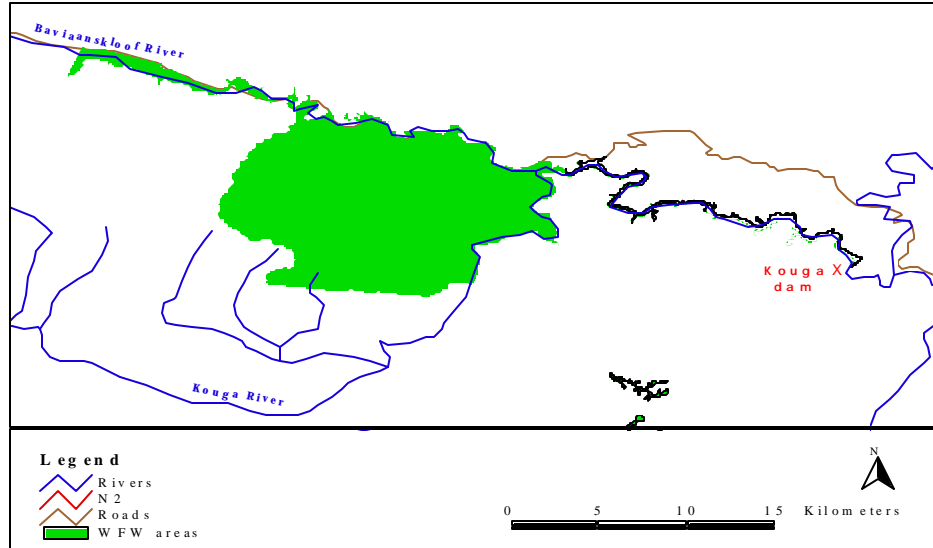 Baviaanskloof River
Kouga X
dam
Kouga River
Legend
Rivers
N2
Roads
WFW areas
N
0 5 10 15 Kilometers